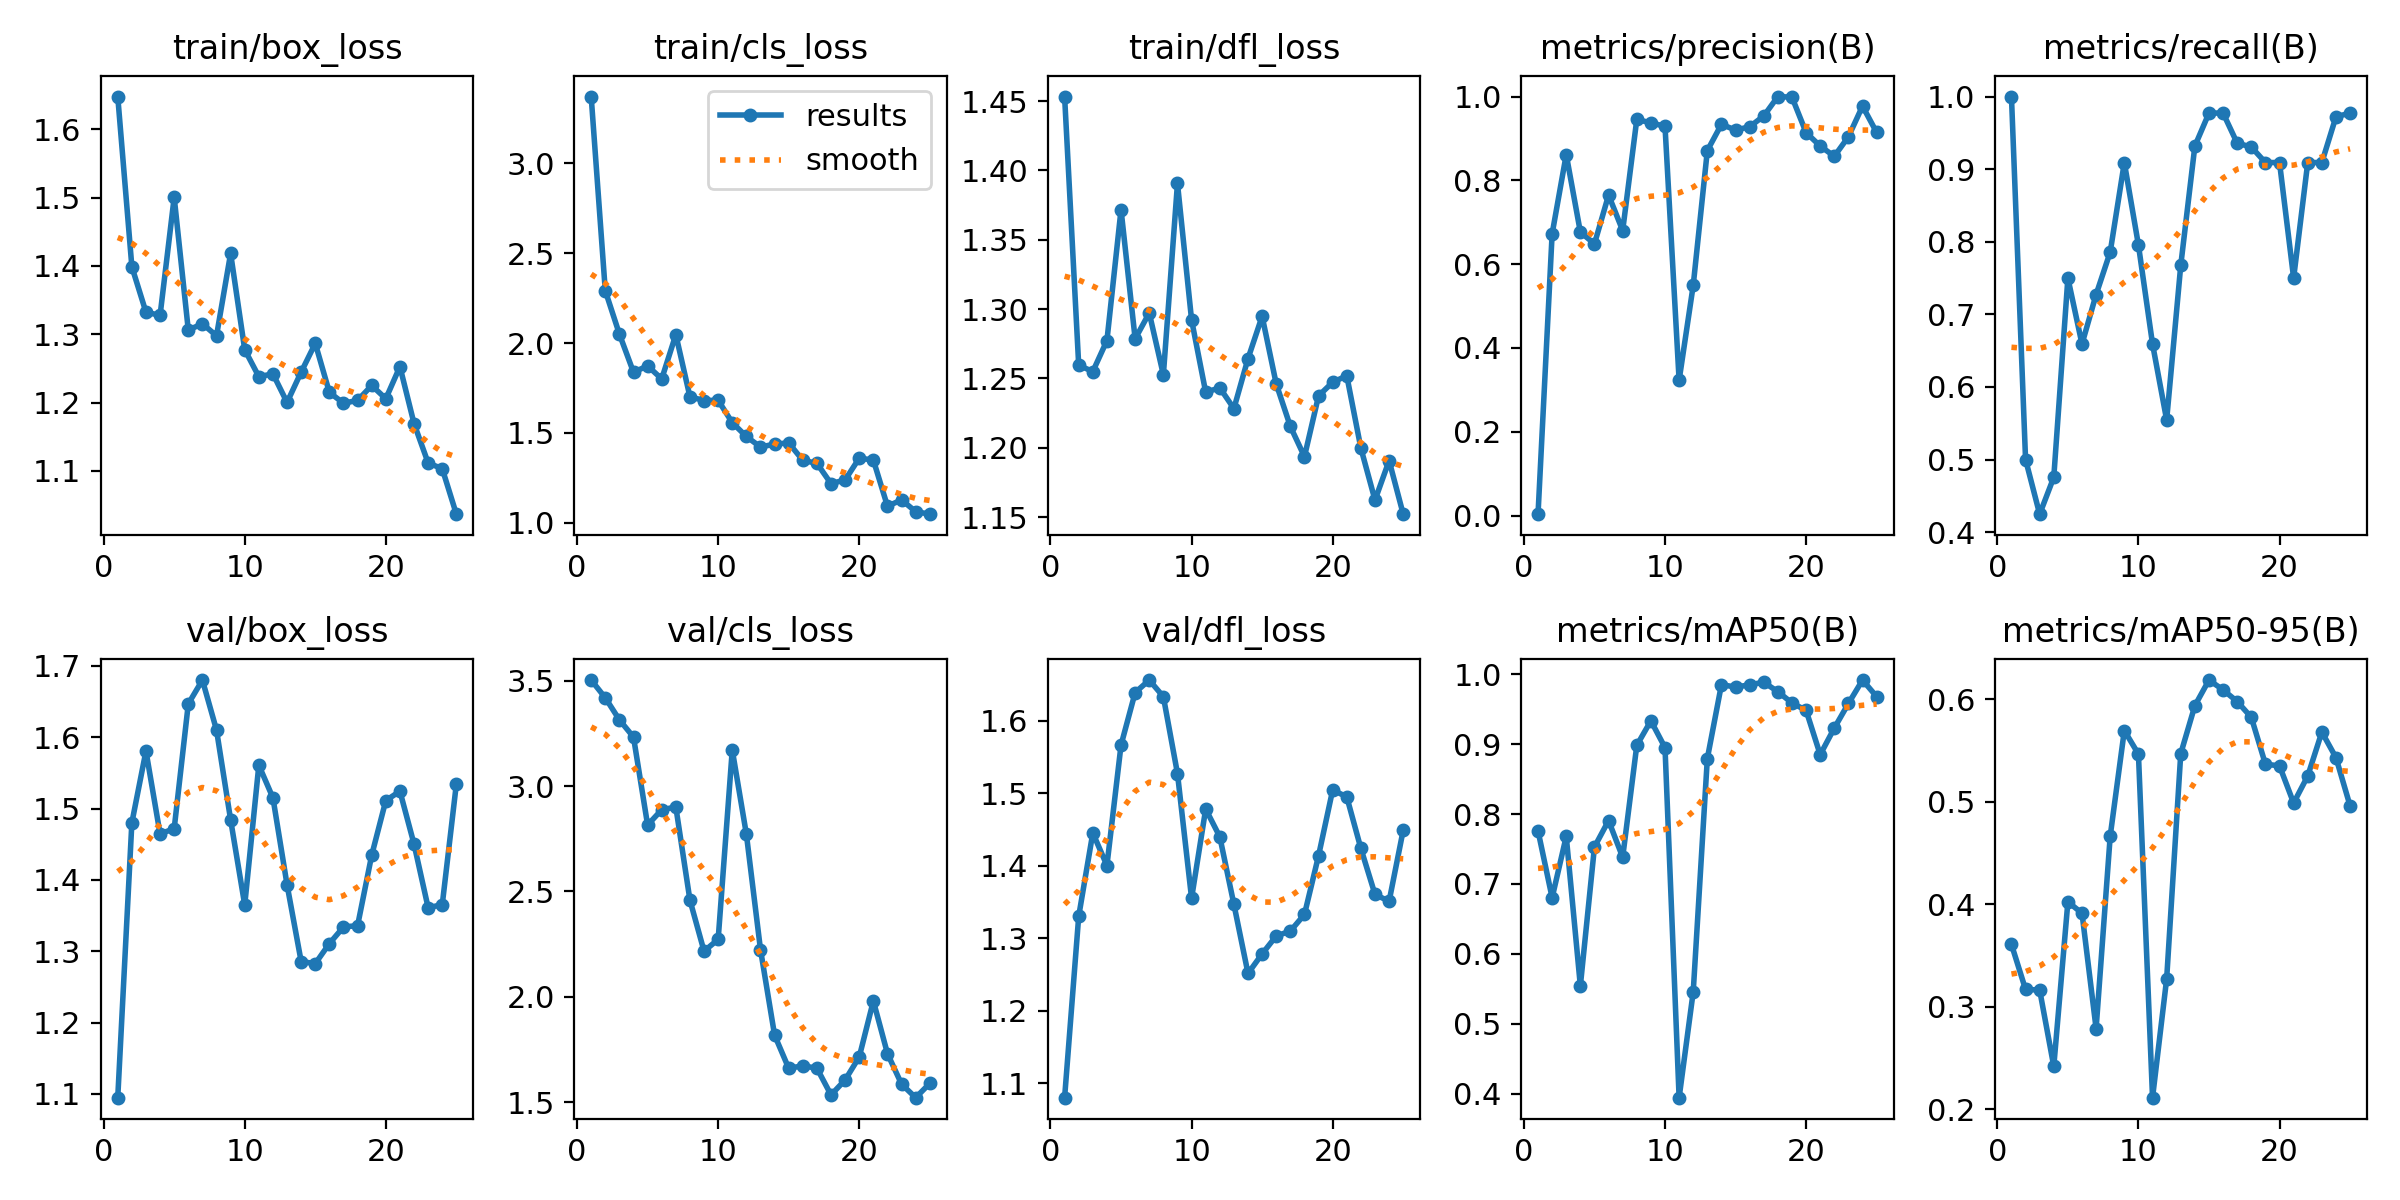 train/box_loss
1.6
1.5
1.4
1.3
1.2
1.1
0 10 20
train/cls_loss
results
smooth
3.0
2.5
2.0
1.5
1.0
0 10 20
train/dfl_loss
1.45
1.40
1.35
1.30
1.25
1.20
1.15
0 10 20
metrics/precision(B)
1.0
0.8
0.6
0.4
0.2
0.0
0 10 20
metrics/recall(B)
1.0
0.9
0.8
0.7
0.6
0.5
0.4
0 10 20
val/box_loss
1.7
1.6
1.5
1.4
1.3
1.2
1.1
0 10 20
val/cls_loss
3.5
3.0
2.5
2.0
1.5
0 10 20
val/dfl_loss
1.6
1.5
1.4
1.3
1.2
1.1
0 10 20
metrics/mAP50(B)
1.0
0.9
0.8
0.7
0.6
0.5
0.4
0 10 20
metrics/mAP50-95(B)
0.6
0.5
0.4
0.3
0.2
0 10 20